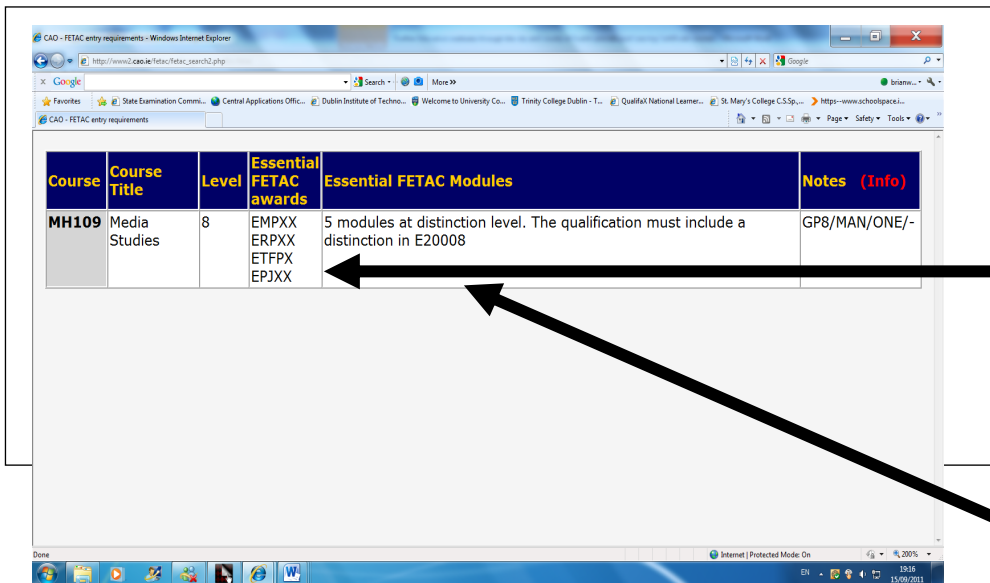 CAO - FETAC entry requirements - Windows Internet Explorer
http://www2.cao.ie/fetac/fetac_search2.php
Google
x Google
Search
More »
brianw...
Favorites
State Examination Commi...
Central Applications Offic...
Dublin Institute of Techno...
Welcome to University Co...
Trinity College Dublin - T...
QualifaX National Learner...
St. Mary's College C.S.Sp,...
https--www.schoolspace.i...
CAO - FETAC entry requirements
Page
Safety
Tools
Course
Course Title
Level
Essential FETAC awards
Essential FETAC Modules
Notes (Info)
MH109
Media Studies
8
EMPXX
ERPXX
ETFPX
EPJXX
5 modules at distinction level. The qualification must include a
distinction in E20008
GP8/MAN/ONE/-
Done
Internet | Protected Mode: On
200%
EN
19:16
15/09/2011